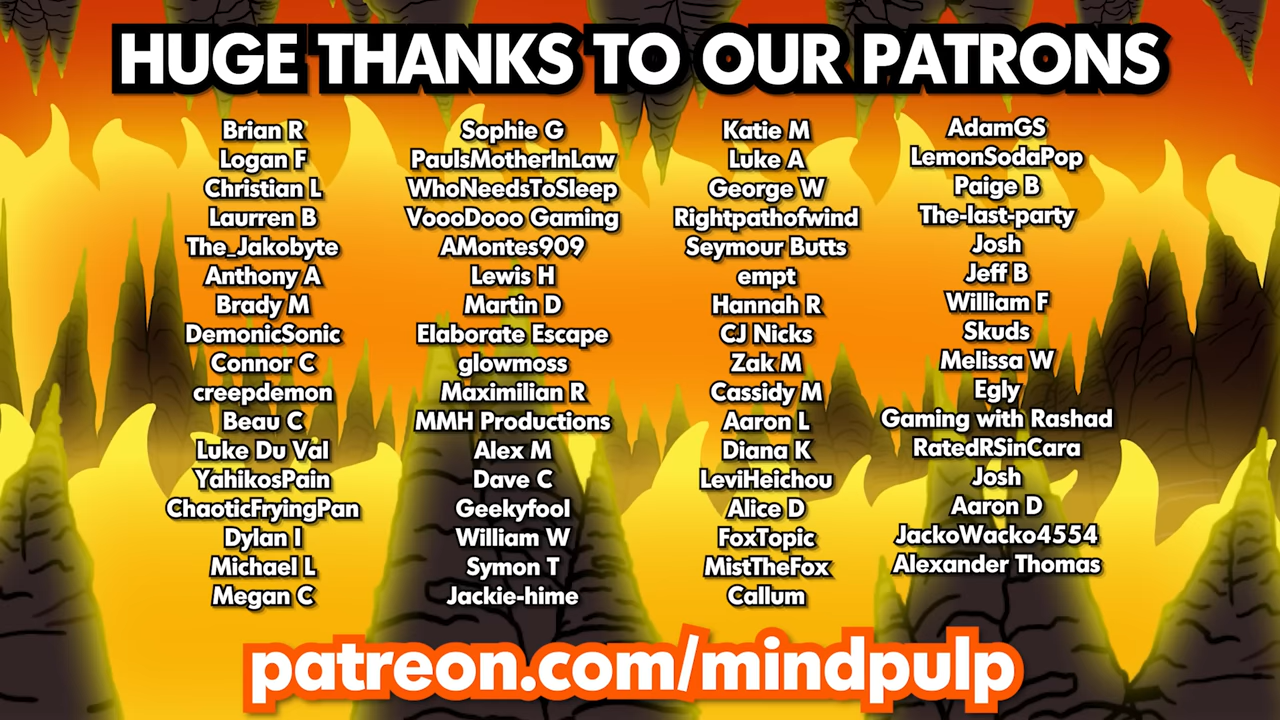 HUGE THANKS TO OUR PATRONS
Brian R
Logan F
Christian L
Laurren B
The_Jakobyte
Anthony A
Brady M
DemonicSonic
Connor C
creepdemon
Beau C
Luke Du Val
YahikosPain
ChaoticFryingPan
Dylan I
Michael L
Megan C
Sophie G
PaulsMotherInLaw
WhoNeedsToSleep
VoooDooo Gaming
AMontes909
Lewis H
Martin D
Elaborate Escape
glowmoss
Maximilian R
MMH Productions
Alex M
Dave C
Geekyfool
William W
Symon T
Jackie-hime
Katie M
Luke A
George W
Rightpathofwind
Seymour Butts
empt
Hannah R
CJ Nicks
Zak M
Cassidy M
Aaron L
Diana K
LeviHeichou
Alice D
FoxTopic
MistTheFox
Callum
AdamGS
LemonSodaPop
Paige B
The-last-party
Josh
Jeff B
William F
Skuds
Melissa W
Egly
Gaming with Rashad
RatedRSinCara
Josh
Aaron D
JackoWacko4554
Alexander Thomas
patreon.com/mindpulp